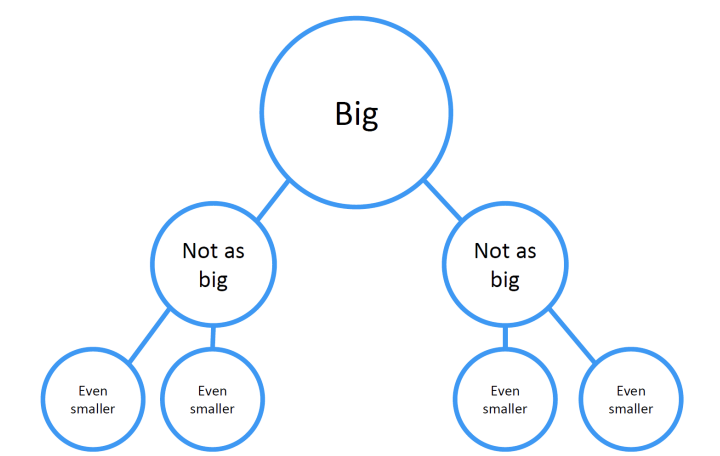 Big
Not as
big
Not as
big
Even
smaller
Even
smaller
Even
smaller
Even
smaller